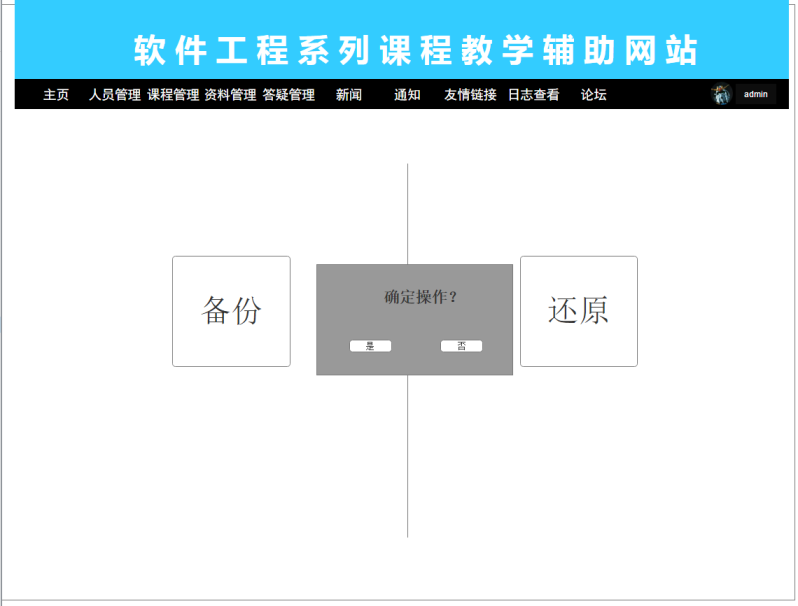 软件工程系列课程教学辅助网站
主页 人员管理 课程管理 资料管理 答疑管理 新闻 通知 友情链接 日志查看 论坛 admin
备份
确定操作?
是 否
还原